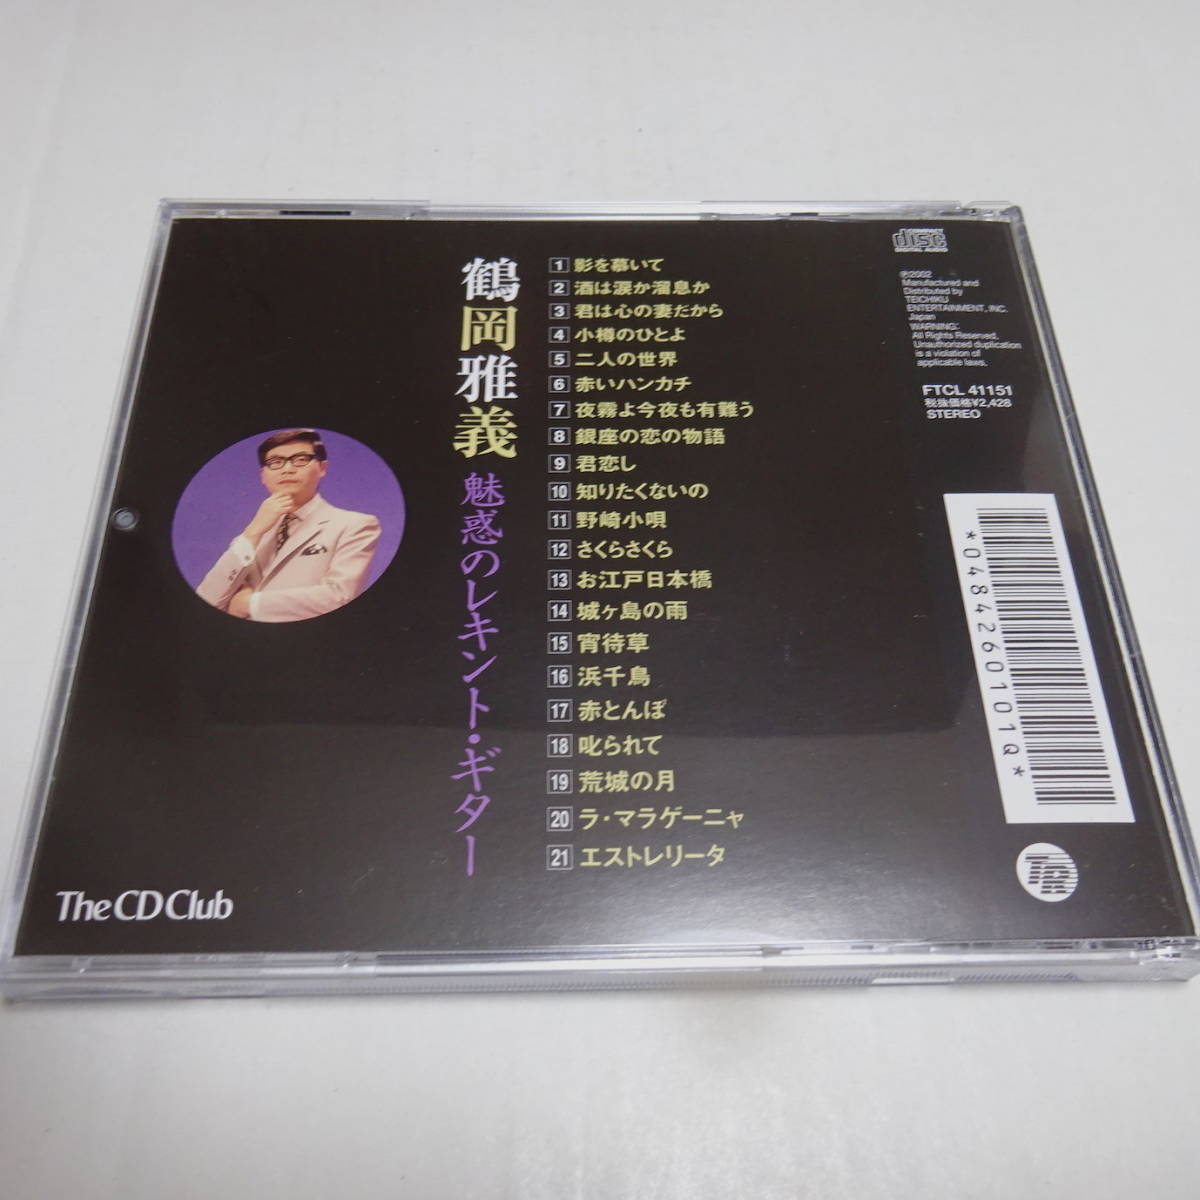 鶴岡雅義
魅惑のレキント・ギター
1 影を慕いて
2 酒は涙か溜息か
3 君は心の妻だから
4 小樽のひとよ
5 二人の世界
6 赤いハンカチ
7 夜霧よ今夜も有難う
8 銀座の恋の物語
9 君恋し
10 知りたくないの
11 野崎小唄
12 さくらさくら
13 お江戸日本橋
14 城ヶ島の雨
15 宵待草
16 浜千鳥
17 赤とんぼ
18 叱られて
19 荒城の月
20 ラ・マラゲーニャ
21 エストレリータ
COMPACT
disc
DIGITAL AUDIO
℗2002
Manufactured and
Distributed by
TEICHIKU
ENTERTAINMENT, INC.
Japan
WARNING:
All Rights Reserved.
Unauthorized duplication
is a violation of
applicable laws.
FTCL 41151
税抜価格¥2,428
STEREO
*0484260101Q*
The CD Club